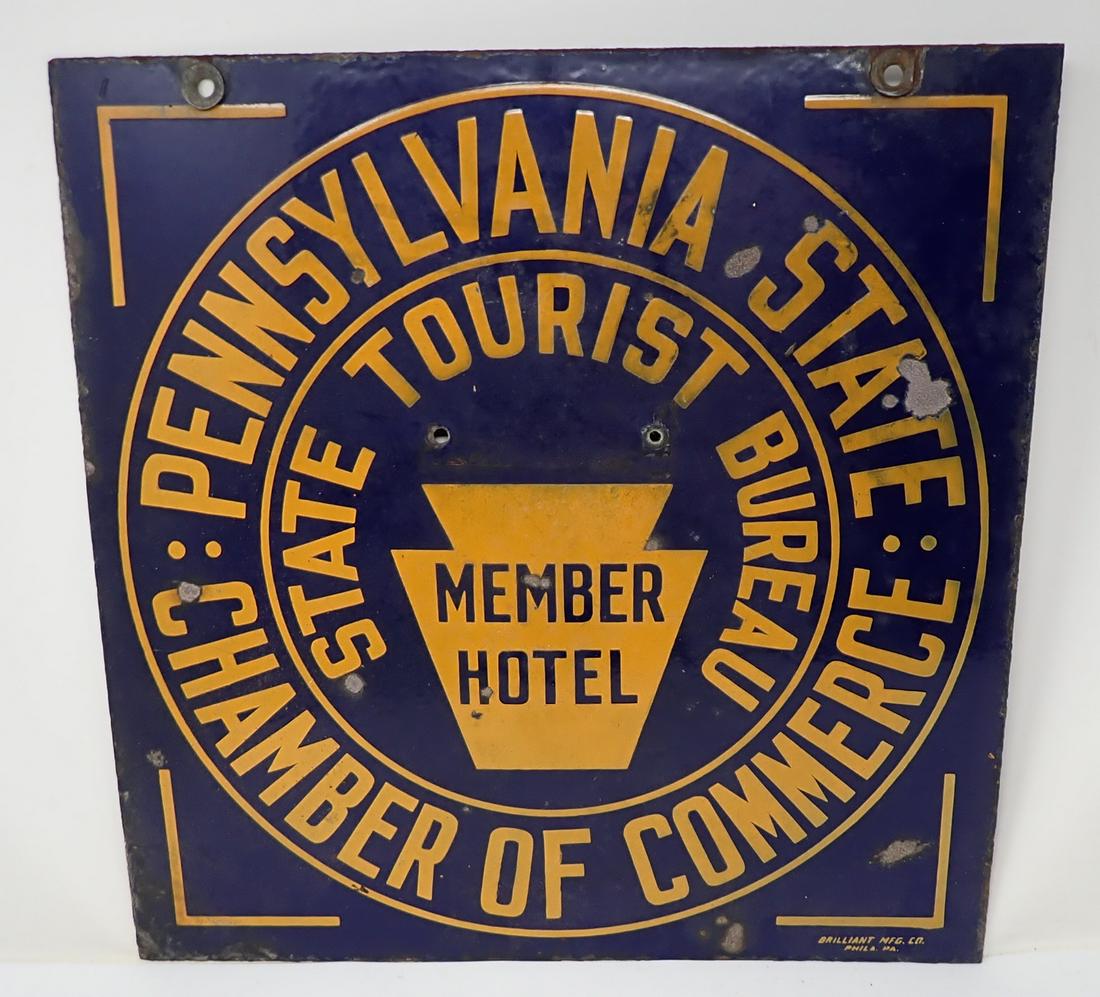 PENNSYLVANIA STATE :
CHAMBER OF COMMERCE :
STATE TOURIST BUREAU
MEMBER
HOTEL
BRILLIANT MFG. CO.
PHILA. PA.